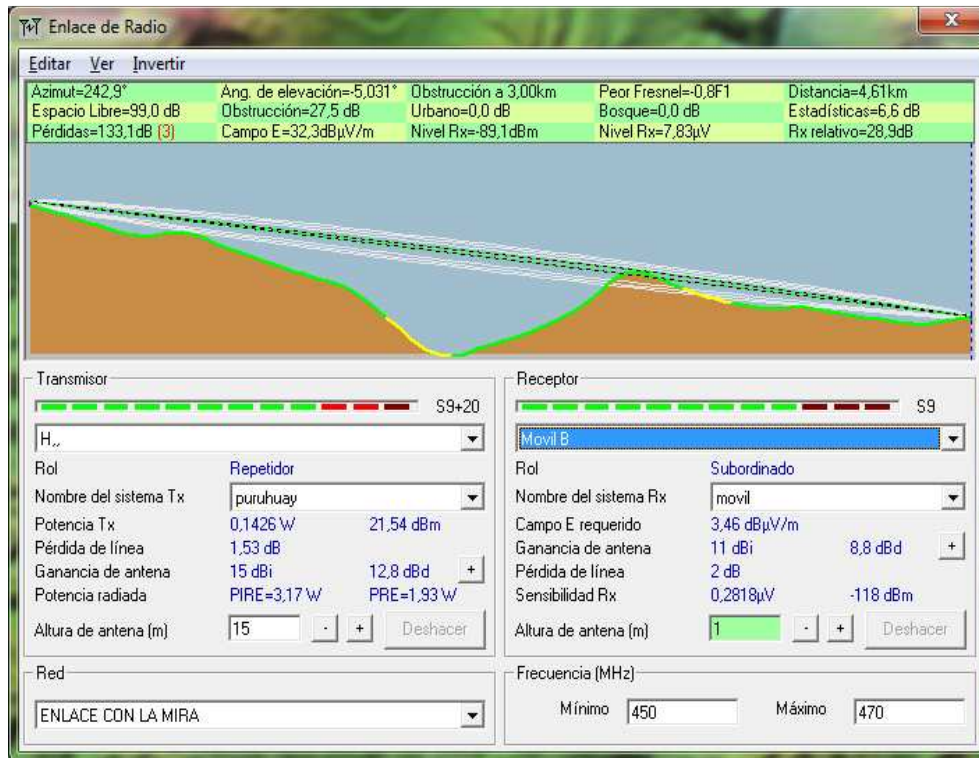 Enlace de Radio
Editar Ver Invertir
Azimut=242,9° Ang. de elevación=-5,031° Obstrucción a 3,00km Peor Fresnel=-0,8F1 Distancia=4,61km
Espacio Libre=99,0 dB Obstrucción=27,5 dB Urbano=0,0 dB Bosque=0,0 dB Estadísticas=6,6 dB
Pérdidas=133,1dB (3) Campo E=32,3dBµV/m Nivel Rx=-89,1dBm Nivel Rx=7,83µV Rx relativo=28,9dB
Transmisor Receptor
S9+20 S9
H,, Movil B
Rol Repetidor Rol Subordinado
Nombre del sistema Tx puruhuay Nombre del sistema Rx movil
Potencia Tx 0,1426 W 21,54 dBm Campo E requerido 3,46 dBµV/m
Pérdida de línea 1,53 dB Ganancia de antena 11 dBi 8,8 dBd +
Ganancia de antena 15 dBi 12,8 dBd + Pérdida de línea 2 dB
Potencia radiada PIRE=3,17 W PRE=1,93 W Sensibilidad Rx 0,2818µV -118 dBm
Altura de antena (m) 15 - + Deshacer Altura de antena (m) 1 - + Deshacer
Red Frecuencia (MHz)
ENLACE CON LA MIRA Mínimo 450 Máximo 470